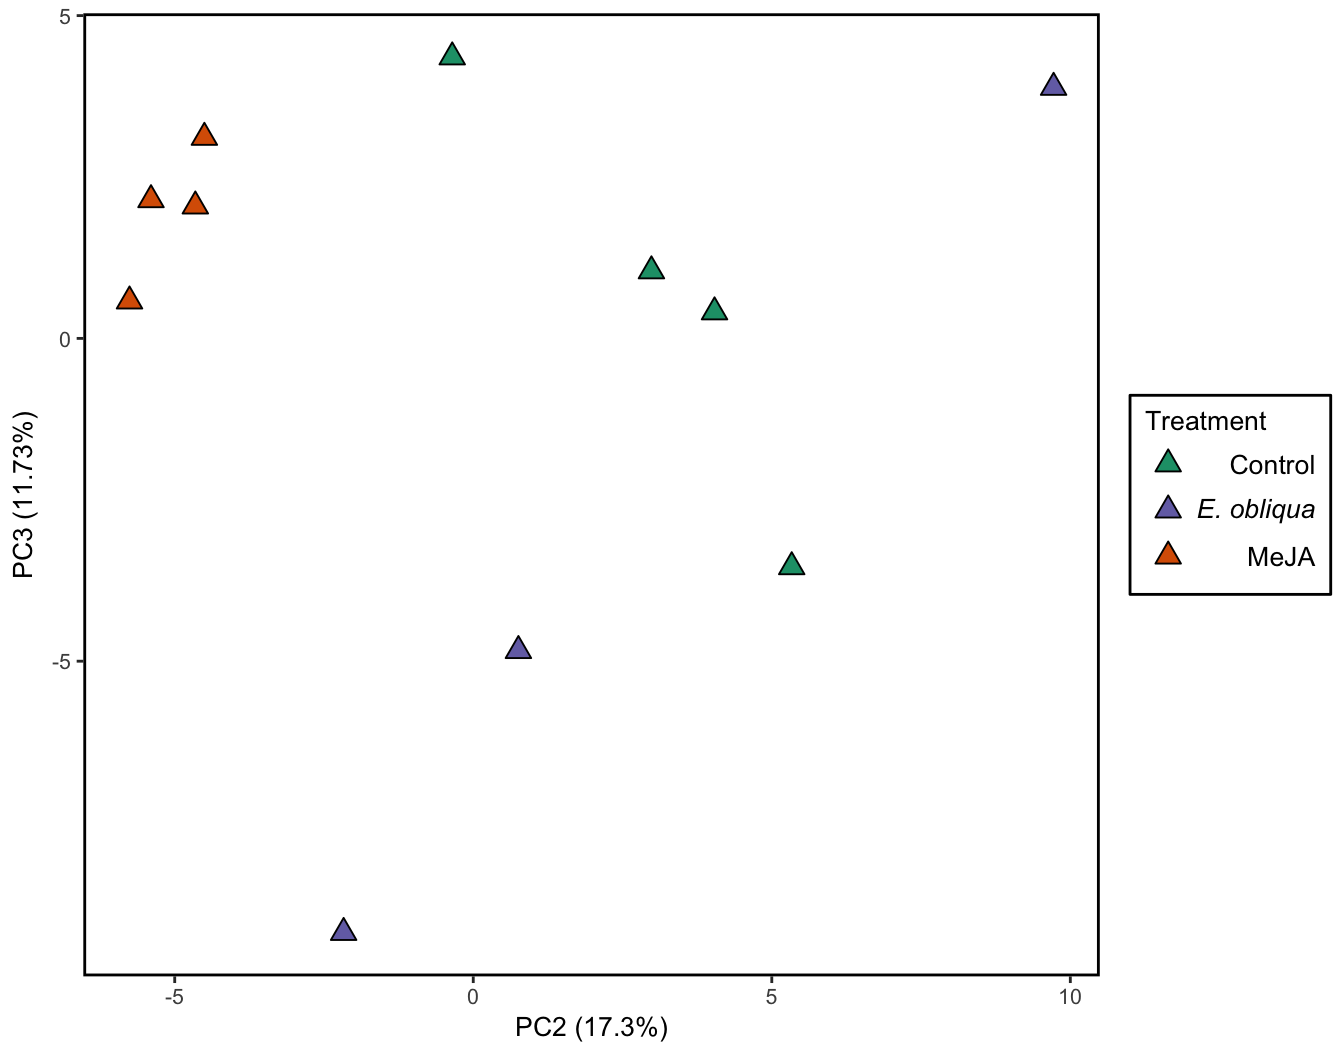 5
0
-5
PC3 (11.73%)
-5
0
5
10
PC2 (17.3%)
Treatment
Control
E. obliqua
MeJA